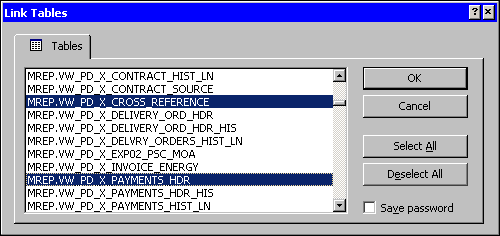 Link Tables
Tables
MREP.VW_PD_X_CONTRACT_HIST_LN
MREP.VW_PD_X_CONTRACT_SOURCE
MREP.VW_PD_X_CROSS_REFERENCE
MREP.VW_PD_X_DELIVERY_ORD_HDR
MREP.VW_PD_X_DELIVERY_ORD_HDR_HIS
MREP.VW_PD_X_DELVRY_ORDERS_HIST_LN
MREP.VW_PD_X_EXP02_PSC_MOA
MREP.VW_PD_X_INVOICE_ENERGY
MREP.VW_PD_X_PAYMENTS_HDR
MREP.VW_PD_X_PAYMENTS_HDR_HIS
MREP.VW_PD_X_PAYMENTS_HIST_LN
OK
Cancel
Select All
Deselect All
Save password